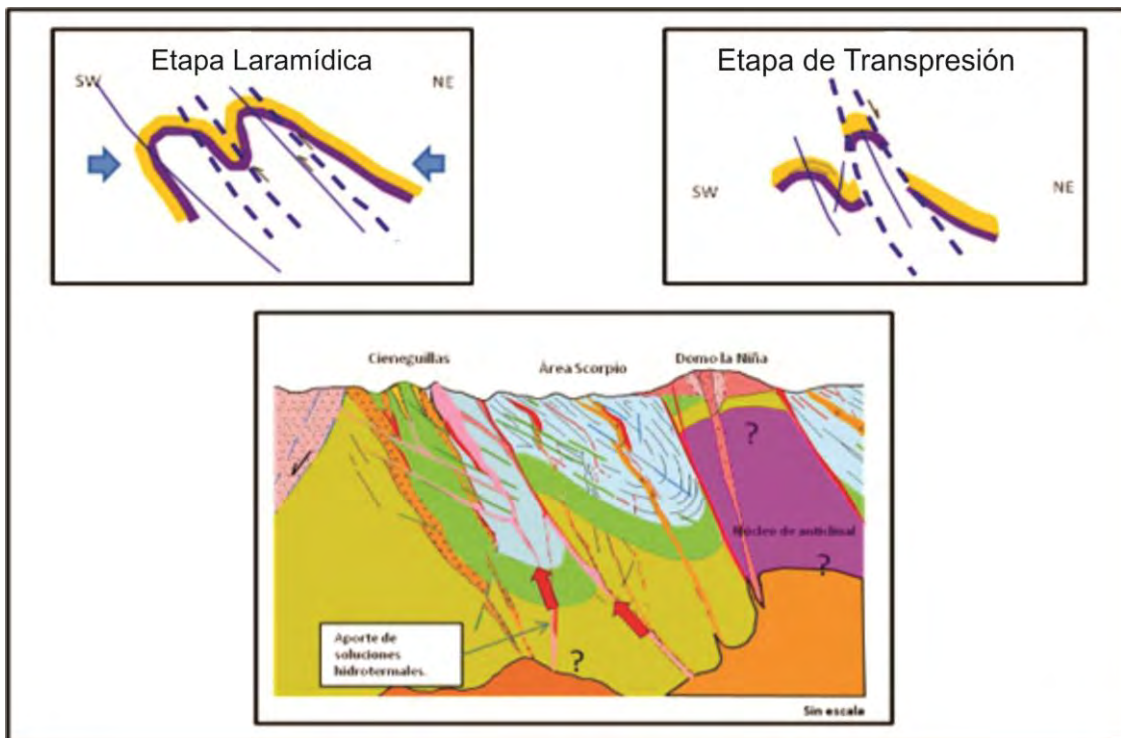 Etapa Laramídica
SW
NE
Etapa de Transpresión
SW
NE
Cieneguillas
Área Scorpio
Domo la Niña
?
Núcleo de anticlinal
?
Aporte de
soluciones
hidrotermales.
?
Sin escala